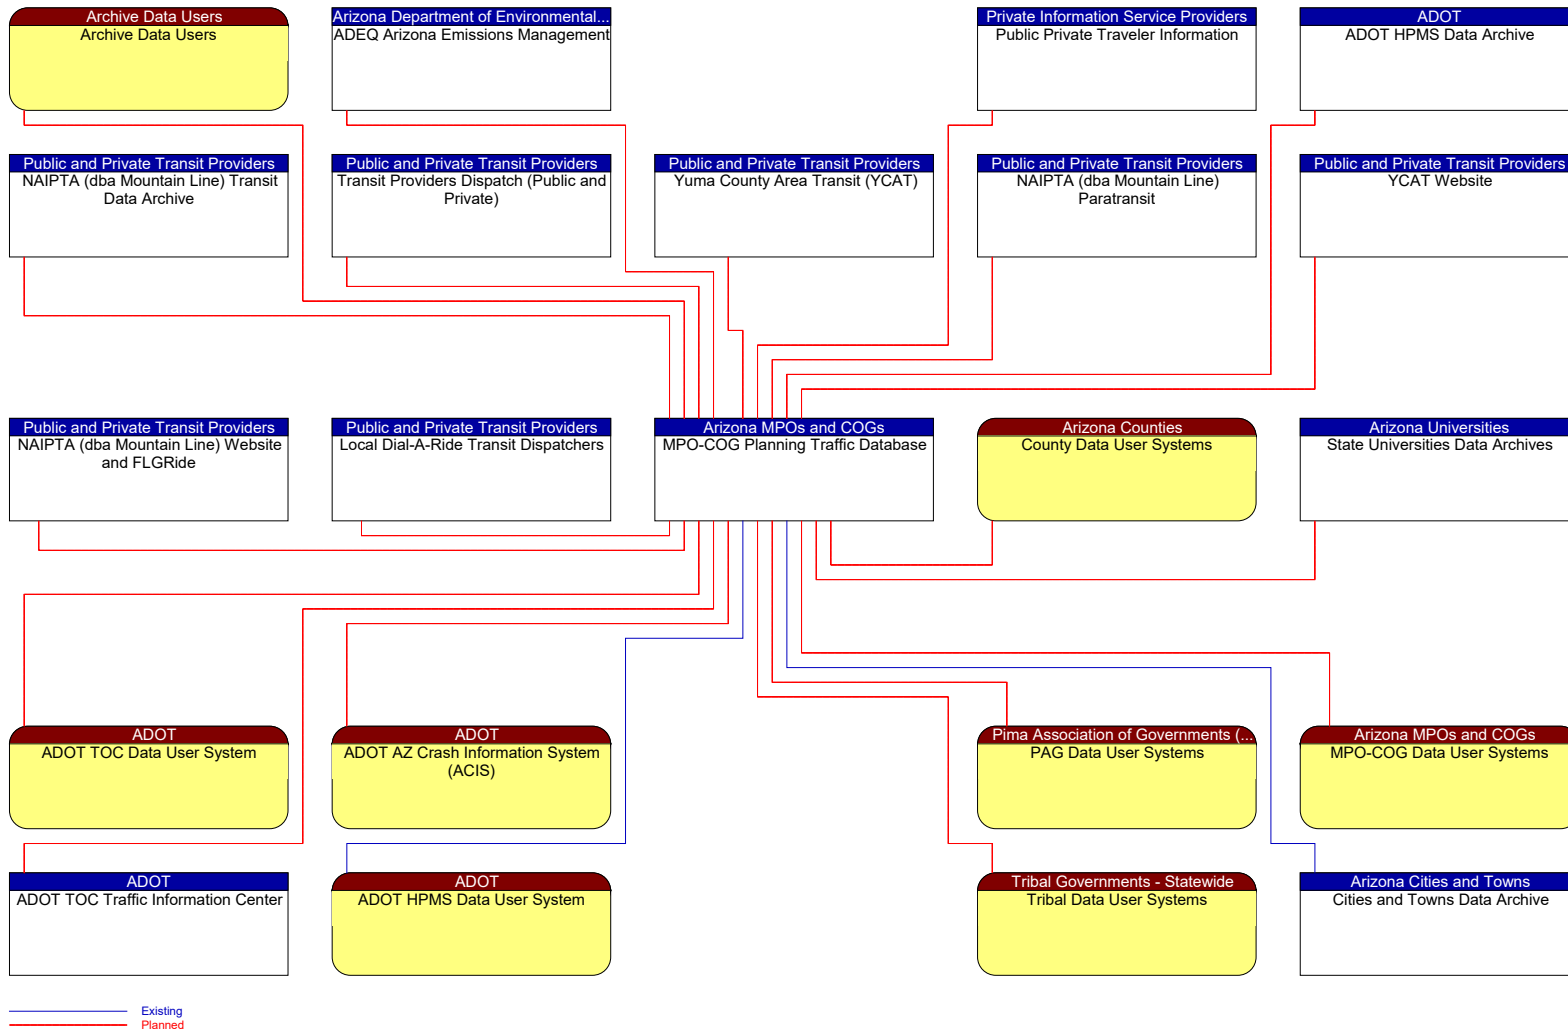 Archive Data Users
Archive Data Users
Arizona Department of Environmental...
ADEQ Arizona Emissions Management
Private Information Service Providers
Public Private Traveler Information
ADOT
ADOT HPMS Data Archive
Public and Private Transit Providers
NAIPTA (dba Mountain Line) Transit
Data Archive
Public and Private Transit Providers
Transit Providers Dispatch (Public and
Private)
Public and Private Transit Providers
Yuma County Area Transit (YCAT)
Public and Private Transit Providers
NAIPTA (dba Mountain Line)
Paratransit
Public and Private Transit Providers
YCAT Website
Public and Private Transit Providers
NAIPTA (dba Mountain Line) Website
and FLGRide
Public and Private Transit Providers
Local Dial-A-Ride Transit Dispatchers
Arizona MPOs and COGs
MPO-COG Planning Traffic Database
Arizona Counties
County Data User Systems
Arizona Universities
State Universities Data Archives
ADOT
ADOT TOC Data User System
ADOT
ADOT AZ Crash Information System
(ACIS)
Pima Association of Governments (...
PAG Data User Systems
Arizona MPOs and COGs
MPO-COG Data User Systems
ADOT
ADOT TOC Traffic Information Center
ADOT
ADOT HPMS Data User System
Tribal Governments - Statewide
Tribal Data User Systems
Arizona Cities and Towns
Cities and Towns Data Archive
Existing
Planned